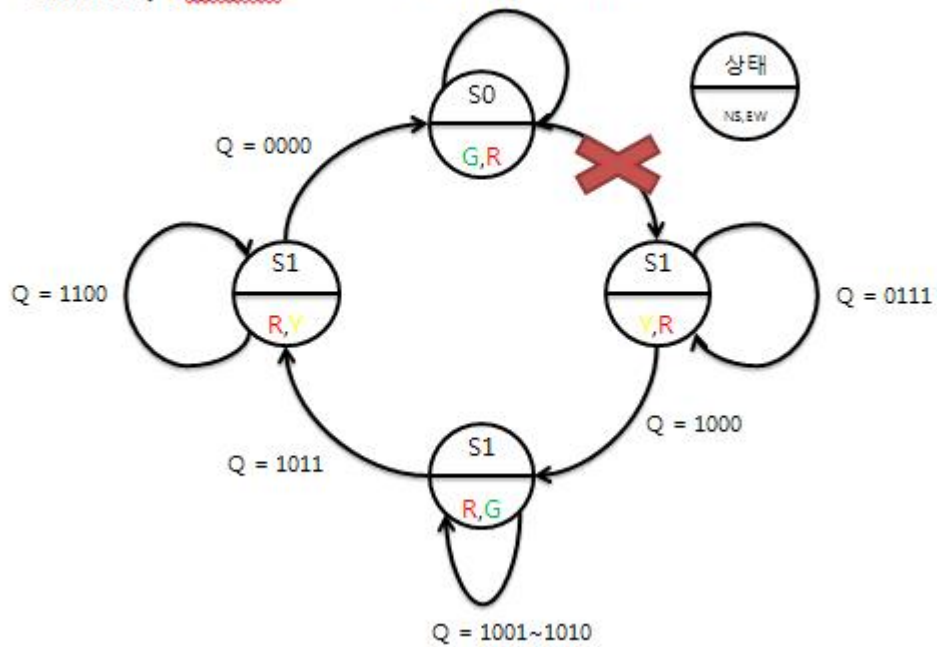 S0
G,R
상태
NS,EW
Q = 0000
S1
R,Y
Q = 1100
S1
Y,R
Q = 0111
Q = 1000
Q = 1011
S1
R,G
Q = 1001~1010